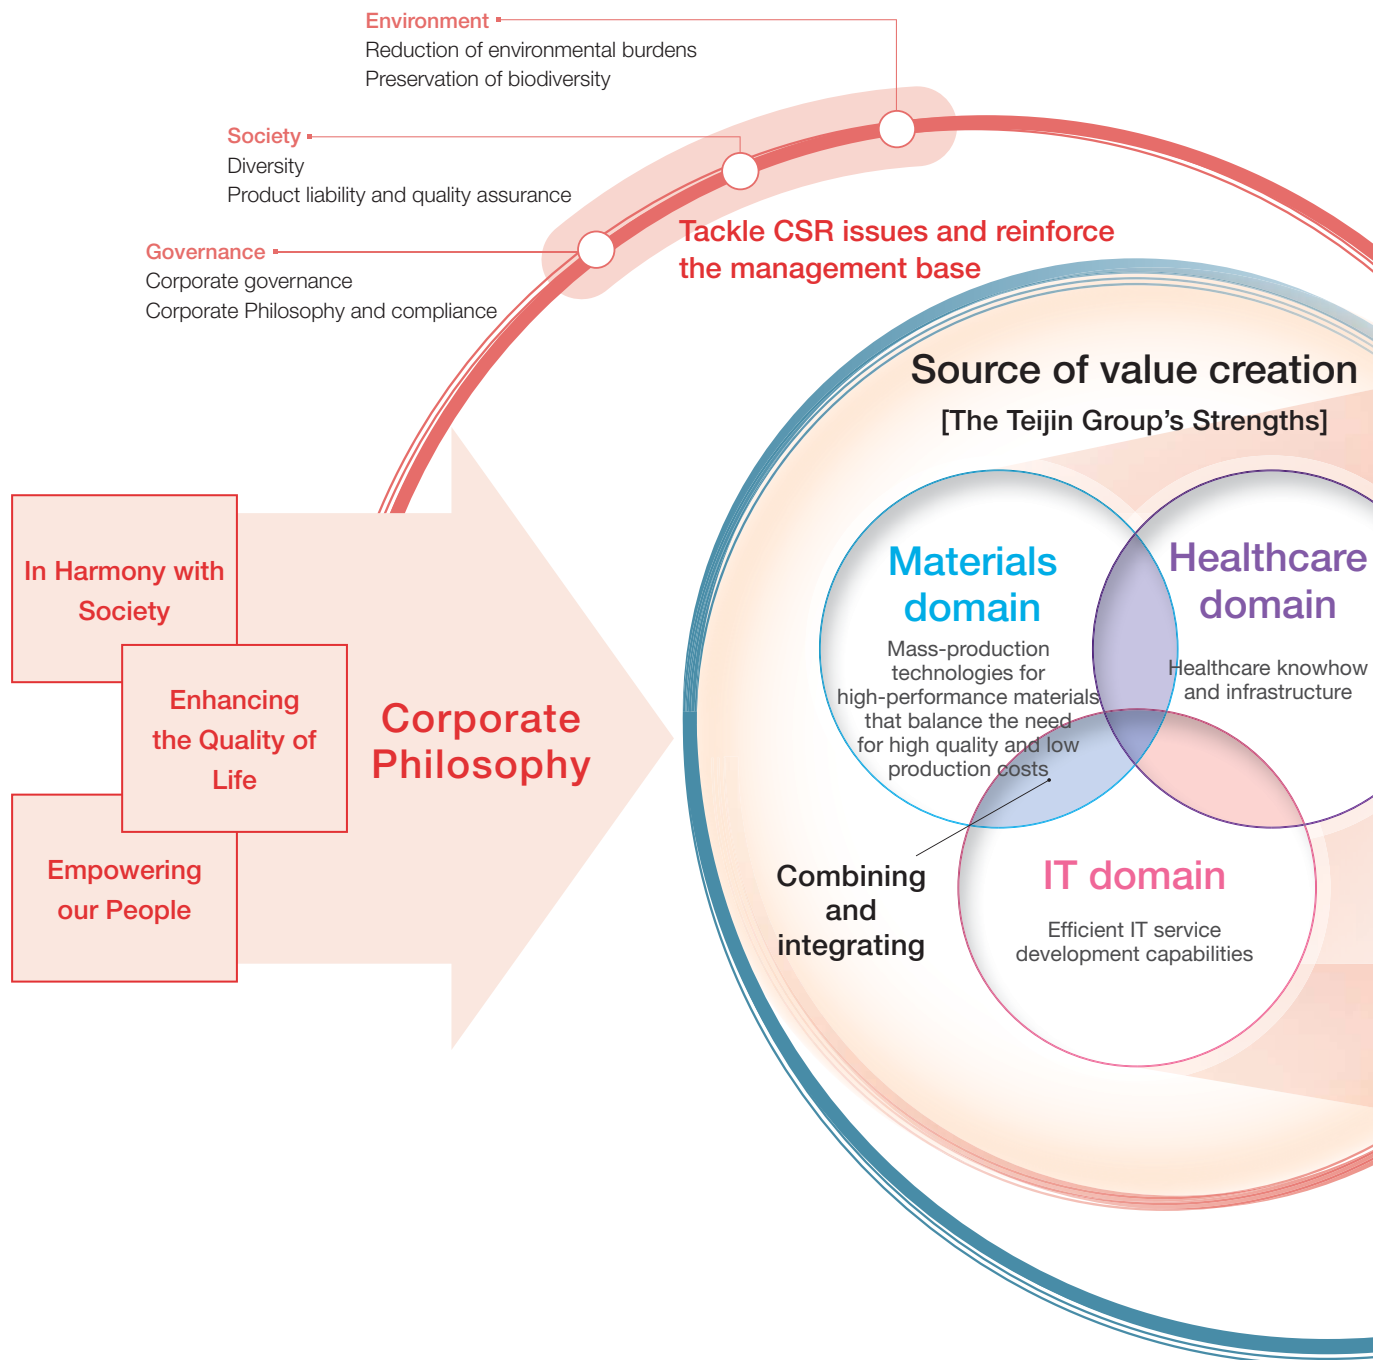 Environment
Reduction of environmental burdens
Preservation of biodiversity
Society
Diversity
Product liability and quality assurance
Governance
Corporate governance
Corporate Philosophy and compliance
Tackle CSR issues and reinforce
the management base
Source of value creation
[The Teijin Group’s Strengths]
In Harmony with
Society
Enhancing
the Quality of
Life
Empowering
our People
Corporate
Philosophy
Materials
domain
Mass-production
technologies for
high-performance materials
that balance the need
for high quality and low
production costs
Healthcare
domain
Healthcare knowhow
and infrastructure
Combining
and
integrating
IT domain
Efficient IT service
development capabilities